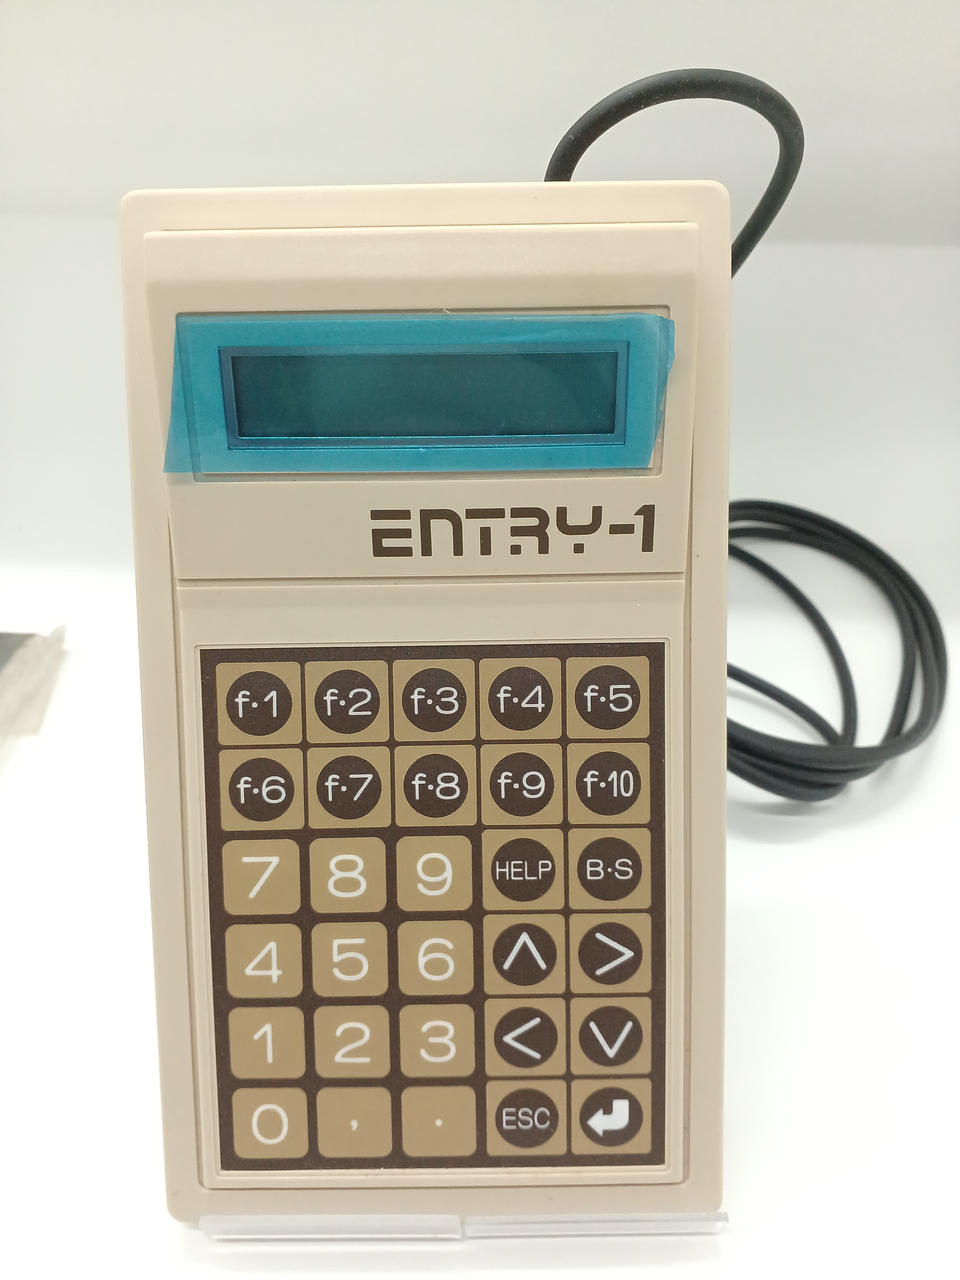 ENTRY-1
f·1 f·2 f·3 f·4 f·5
f·6 f·7 f·8 f·9 f·10
7 8 9 HELP B·S
4 5 6 ∧ >
1 2 3 < ∨
0 , . ESC ↵